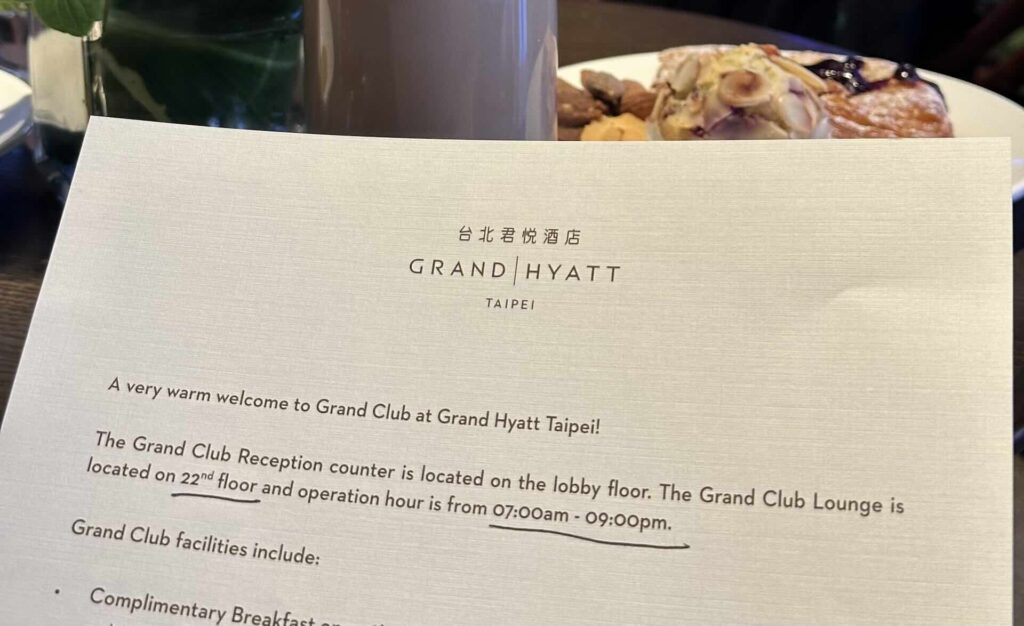 台北君悦酒店
GRAND | HYATT
TAIPEI
A very warm welcome to Grand Club at Grand Hyatt Taipei!
The Grand Club Reception counter is located on the lobby floor. The Grand Club Lounge is
located on 22nd floor and operation hour is from 07:00am - 09:00pm.
Grand Club facilities include:
• Complimentary Breakfast